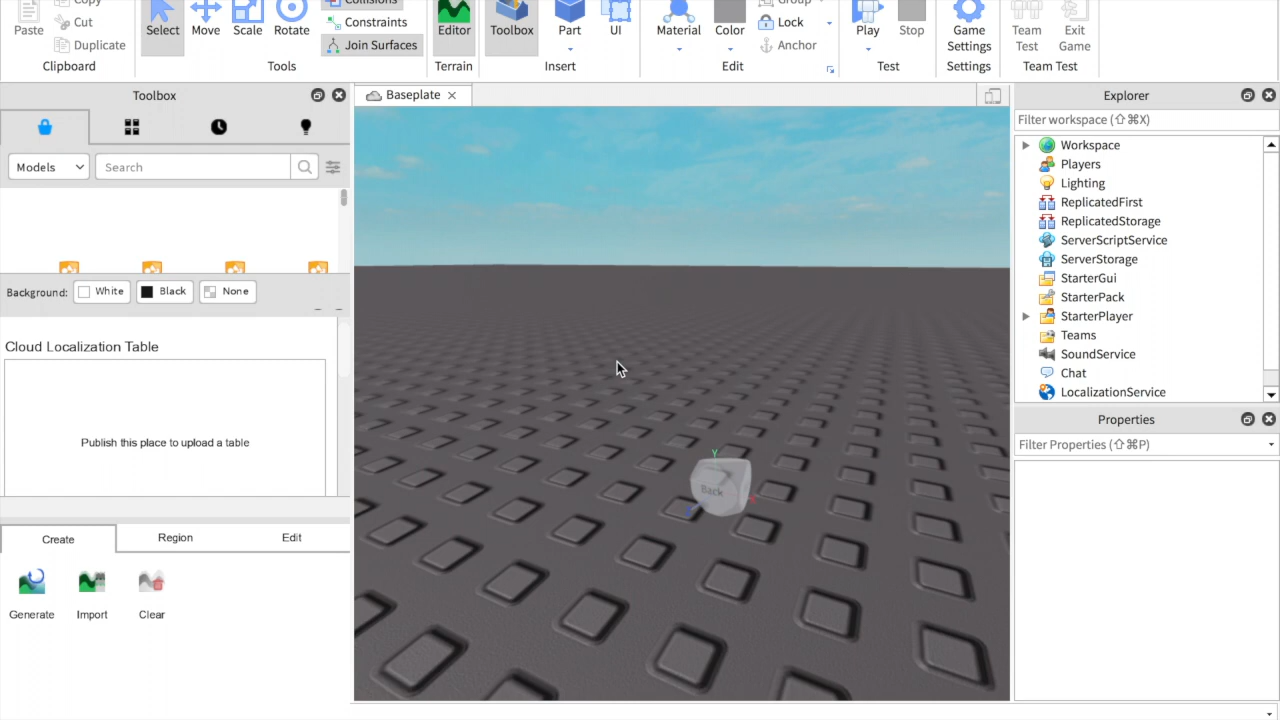 Copy
Cut
Duplicate
Paste
Clipboard
Select
Move
Scale
Rotate
Collisions
Constraints
Join Surfaces
Tools
Editor
Terrain
Toolbox
Part
UI
Insert
Material
Color
Group
Lock
Anchor
Edit
Play
Stop
Test
Game
Settings
Settings
Team
Test
Exit
Game
Team Test
Toolbox
Models
Search
Background:
White
Black
None
Cloud Localization Table
Publish this place to upload a table
Create
Region
Edit
Generate
Import
Clear
Baseplate
Y
Back
Explorer
Filter workspace (⇧⌘X)
Workspace
Players
Lighting
ReplicatedFirst
ReplicatedStorage
ServerScriptService
ServerStorage
StarterGui
StarterPack
StarterPlayer
Teams
SoundService
Chat
LocalizationService
Properties
Filter Properties (⇧⌘P)